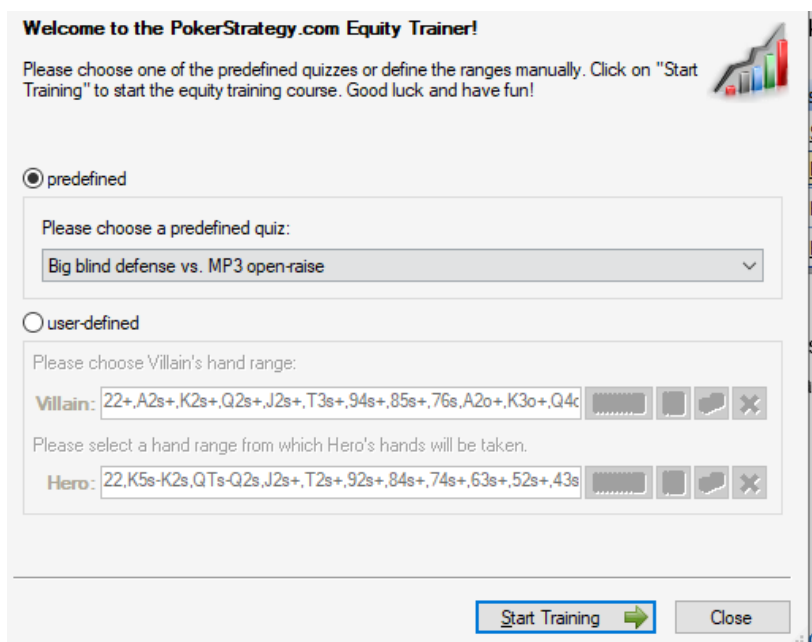 Welcome to the PokerStrategy.com Equity Trainer!
Please choose one of the predefined quizzes or define the ranges manually. Click on "Start
Training" to start the equity training course. Good luck and have fun!
predefined
Please choose a predefined quiz:
Big blind defense vs. MP3 open-raise
user-defined
Please choose Villain's hand range:
Villain: 22+,A2s+,K2s+,Q2s+,J2s+,T3s+,94s+,85s+,76s,A2o+,K3o+,Q4
Please select a hand range from which Hero's hands will be taken.
Hero: 22,K5s-K2s,QTs-Q2s,J2s+,T2s+,92s+,84s+,74s+,63s+,52s+,43s
Start Training
Close